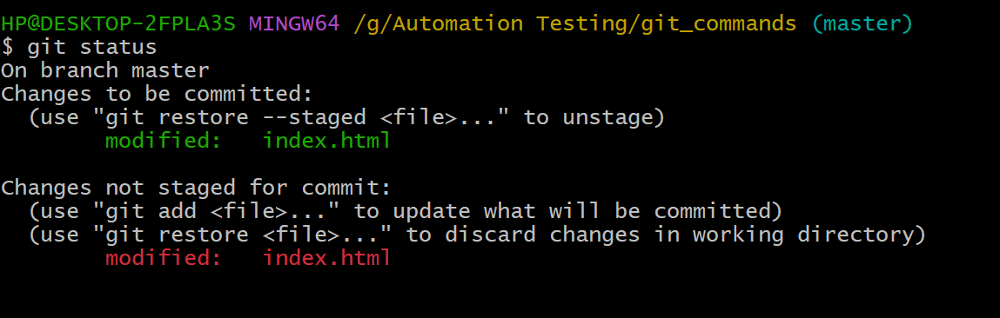 HP@DESKTOP-2FPLA3S MINGW64 /g/Automation Testing/git_commands (master)
$ git status
On branch master
Changes to be committed:
  (use "git restore --staged <file>..." to unstage)
        modified:   index.html

Changes not staged for commit:
  (use "git add <file>..." to update what will be committed)
  (use "git restore <file>..." to discard changes in working directory)
        modified:   index.html